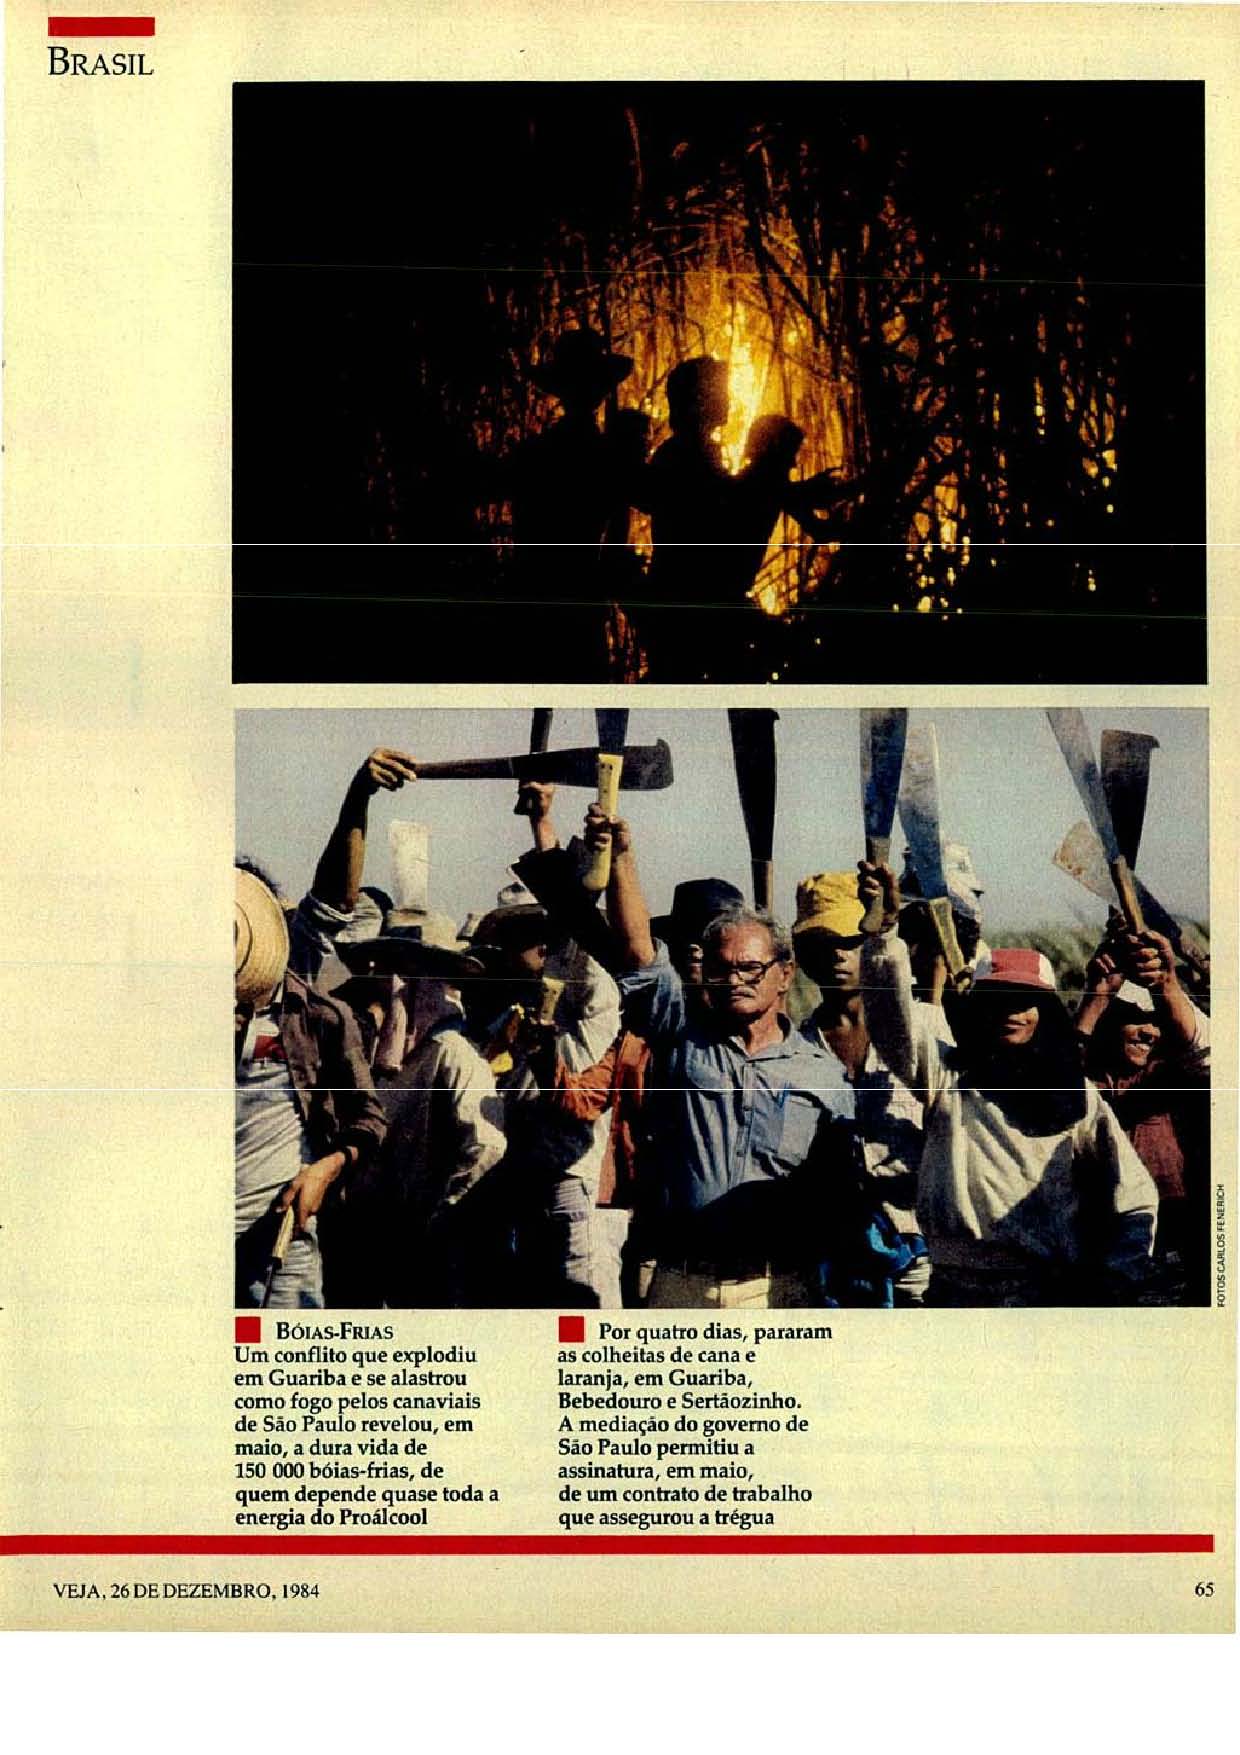 BRASIL
FOTOS CARLOS FENERICH
BÓIAS-FRIAS
Um conflito que explodiu
em Guariba e se alastrou
como fogo pelos canaviais
de São Paulo revelou, em
maio, a dura vida de
150 000 bóias-frias, de
quem depende quase toda a
energia do Proálcool
Por quatro dias, pararam
as colheitas de cana e
laranja, em Guariba,
Bebedouro e Sertãozinho.
A mediação do governo de
São Paulo permitiu a
assinatura, em maio,
de um contrato de trabalho
que assegurou a trégua
VEJA, 26 DE DEZEMBRO, 1984
65